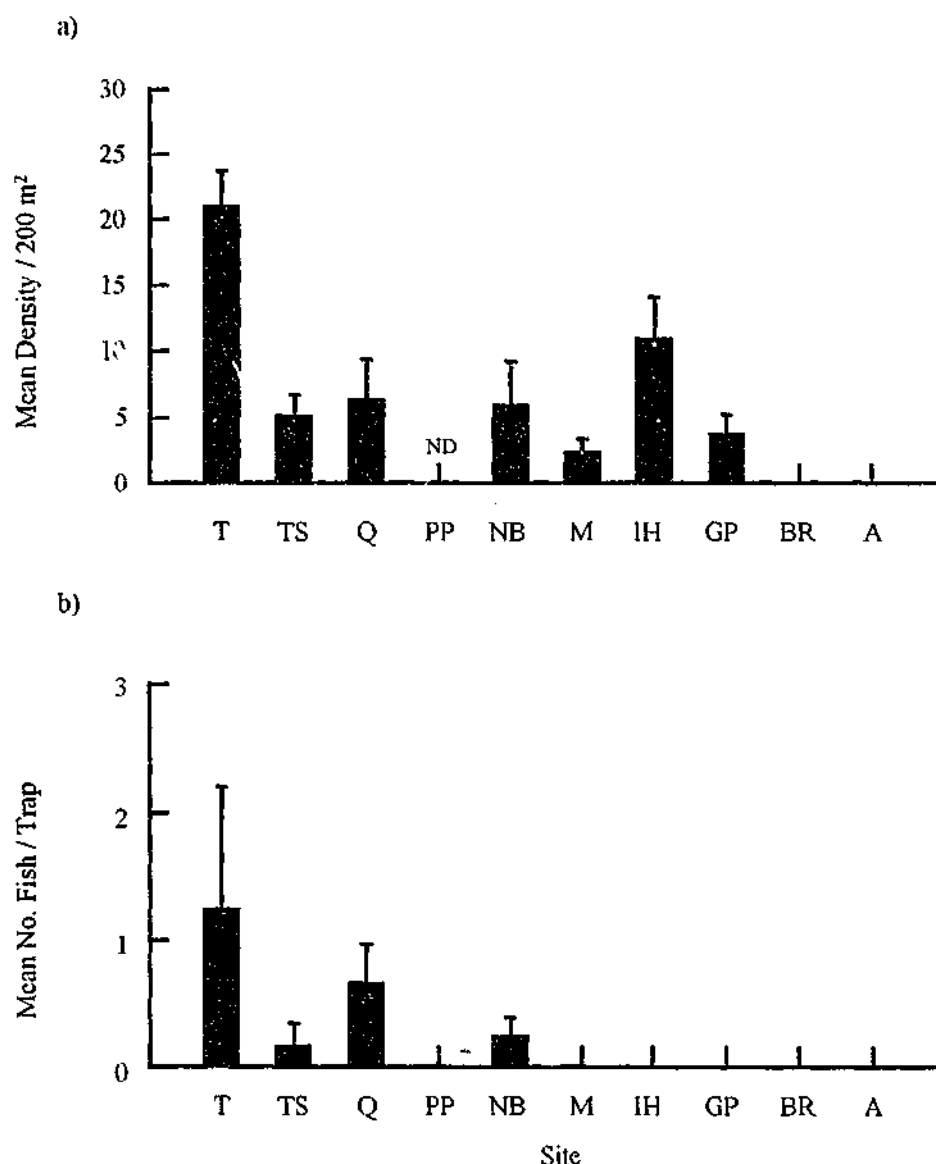 a)
30
25
20
15
10
5
0
Mean Density / 200 m²
ND
T TS Q PP NB M IH GP BR A
b)
3
2
1
0
Mean No. Fish / Trap
T TS Q PP NB M IH GP BR A
Site